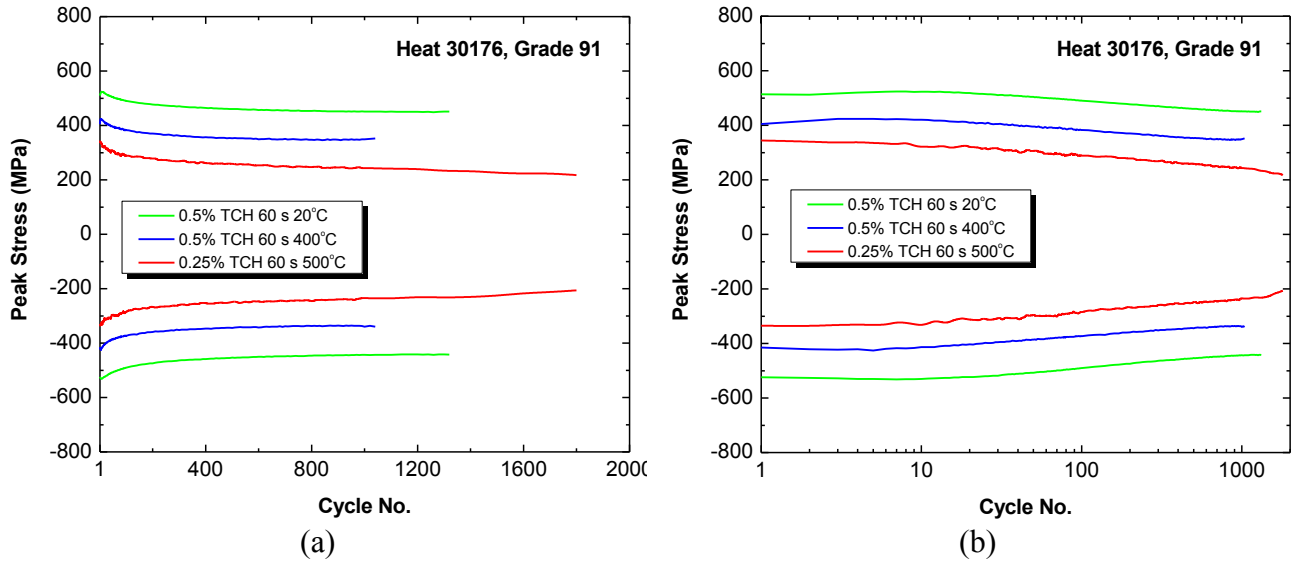 Heat 30176, Grade 91
800
600
400
200
0
-200
-400
-600
-800
Peak Stress (MPa)
0.5% TCH 60 s 20°C
0.5% TCH 60 s 400°C
0.25% TCH 60 s 500°C
1 400 800 1200 1600 2000
Cycle No.
(a)
Heat 30176, Grade 91
800
600
400
200
0
-200
-400
-600
-800
Peak Stress (MPa)
0.5% TCH 60 s 20°C
0.5% TCH 60 s 400°C
0.25% TCH 60 s 500°C
1 10 100 1000
Cycle No.
(b)